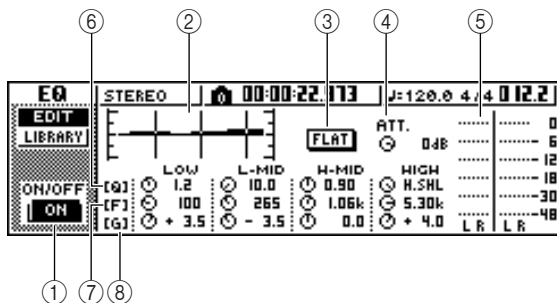 ⑥ ② ③ ④ ⑤
EQ STEREO 00:00:22.973 ♩=120.0 4/4 012.2
EDIT
LIBRARY
FLAT
ATT.
0dB
0
6
12
18
30
48
LOW L-MID H-MID HIGH
ON/OFF
ON
[Q] 1.2 10.0 0.90 H.SHL
[F] 100 265 1.06k 5.30k
[G] + 3.5 - 3.5 0.0 + 4.0
L R L R
① ⑦ ⑧